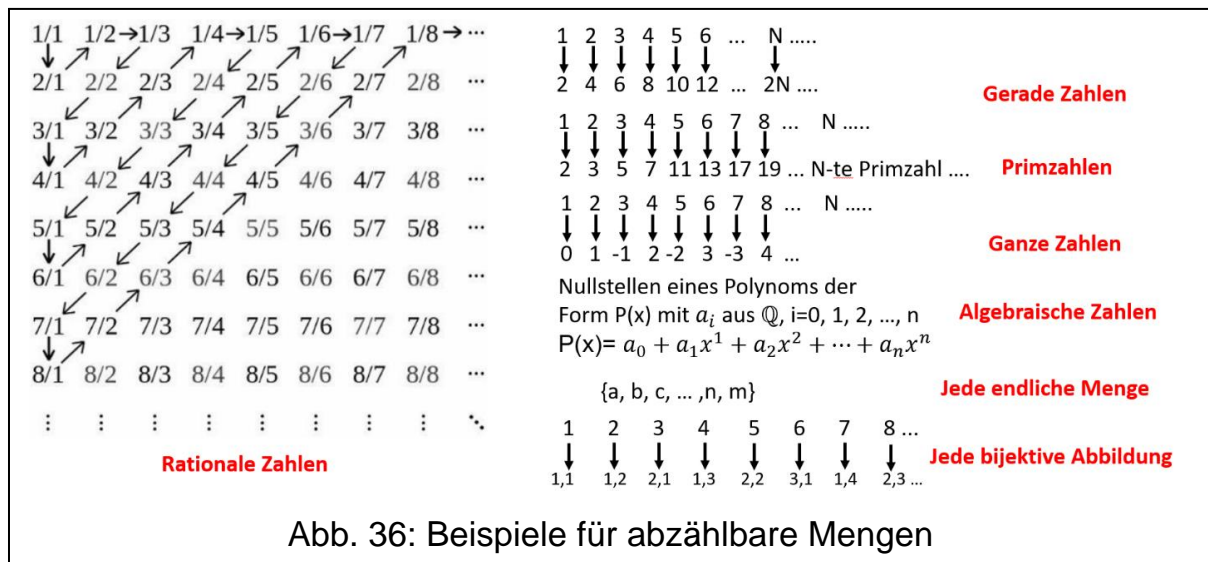 1/1 1/2→1/3 1/4→1/5 1/6→1/7 1/8→ ⋯
2/1 2/2 2/3 2/4 2/5 2/6 2/7 2/8 ⋯
3/1 3/2 3/3 3/4 3/5 3/6 3/7 3/8 ⋯
4/1 4/2 4/3 4/4 4/5 4/6 4/7 4/8 ⋯
5/1 5/2 5/3 5/4 5/5 5/6 5/7 5/8 ⋯
6/1 6/2 6/3 6/4 6/5 6/6 6/7 6/8 ⋯
7/1 7/2 7/3 7/4 7/5 7/6 7/7 7/8 ⋯
8/1 8/2 8/3 8/4 8/5 8/6 8/7 8/8 ⋯
⋮ ⋮ ⋮ ⋮ ⋮ ⋮ ⋮ ⋮ ⋱
Rationale Zahlen
1 2 3 4 5 6 ... N .....
2 4 6 8 10 12 ... 2N ....
Gerade Zahlen
1 2 3 4 5 6 7 8 ... N .....
2 3 5 7 11 13 17 19 ... N-te Primzahl ....
Primzahlen
1 2 3 4 5 6 7 8 ... N .....
0 1 -1 2 -2 3 -3 4 ...
Ganze Zahlen
Nullstellen eines Polynoms der
Form P(x) mit aᵢ aus ℚ, i=0, 1, 2, ..., n
P(x)= a₀ + a₁x¹ + a₂x² + ⋯ + aₙxⁿ
Algebraische Zahlen
{a, b, c, ... ,n, m}
Jede endliche Menge
1 2 3 4 5 6 7 8 ...
1,1 1,2 2,1 1,3 2,2 3,1 1,4 2,3 ...
Jede bijektive Abbildung
Abb. 36: Beispiele für abzählbare Mengen